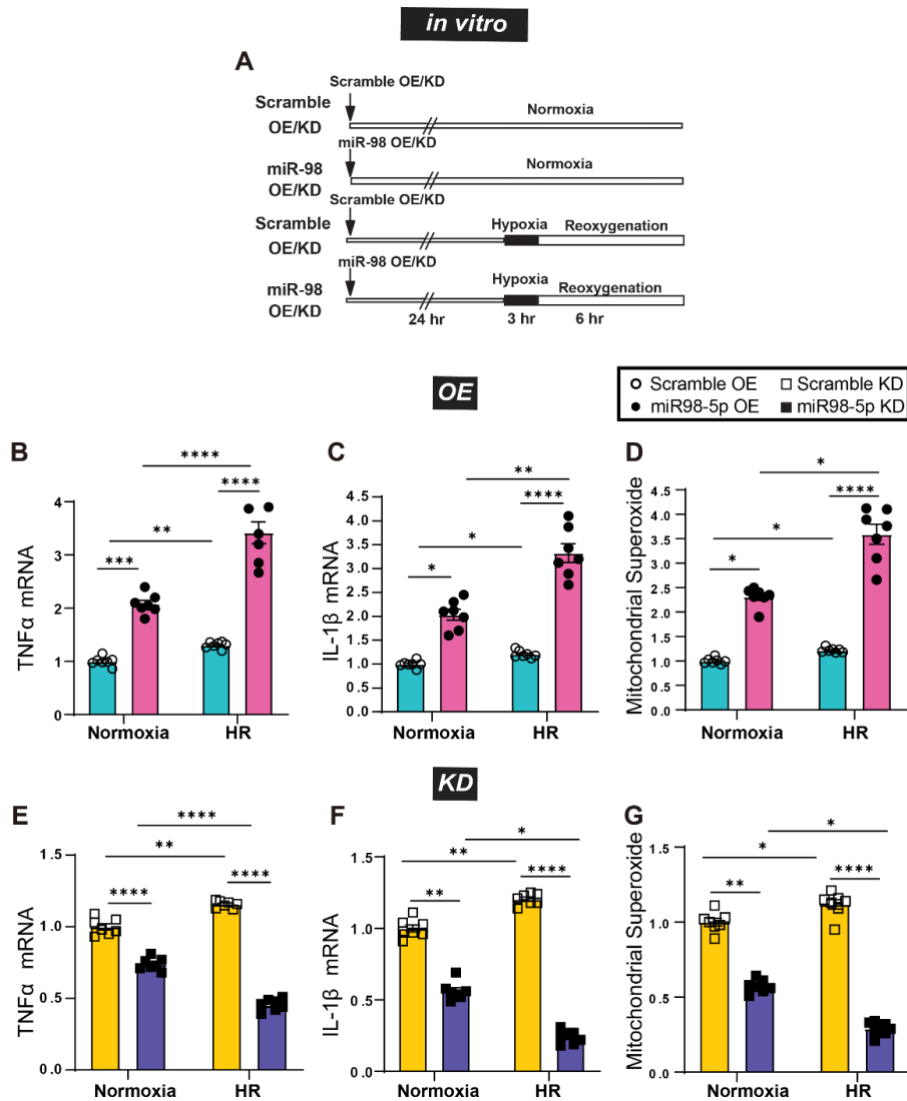 in vitro
A
Scramble OE/KD
Scramble
OE/KD
Normoxia
miR-98 OE/KD
miR-98
OE/KD
Normoxia
Scramble OE/KD
Scramble
OE/KD
Hypoxia
Reoxygenation
miR-98 OE/KD
miR-98
OE/KD
Hypoxia
Reoxygenation
24 hr 3 hr 6 hr
OE
Scramble OE Scramble KD
miR98-5p OE miR98-5p KD
B
TNFα mRNA
4
3
2
1
0
****
****
**
***
Normoxia HR
C
IL-1β mRNA
4.5
4.0
3.5
3.0
2.5
2.0
1.5
1.0
0.5
0.0
**
****
*
*
Normoxia HR
D
Mitochondrial Superoxide
4.5
4.0
3.5
3.0
2.5
2.0
1.5
1.0
0.5
0.0
*
****
*
*
Normoxia HR
KD
E
TNFα mRNA
1.5
1.0
0.5
0.0
****
**
****
****
Normoxia HR
F
IL-1β mRNA
1.5
1.0
0.5
0.0
*
**
****
**
Normoxia HR
G
Mitochondrial Superoxide
1.5
1.0
0.5
0.0
*
*
****
**
Normoxia HR